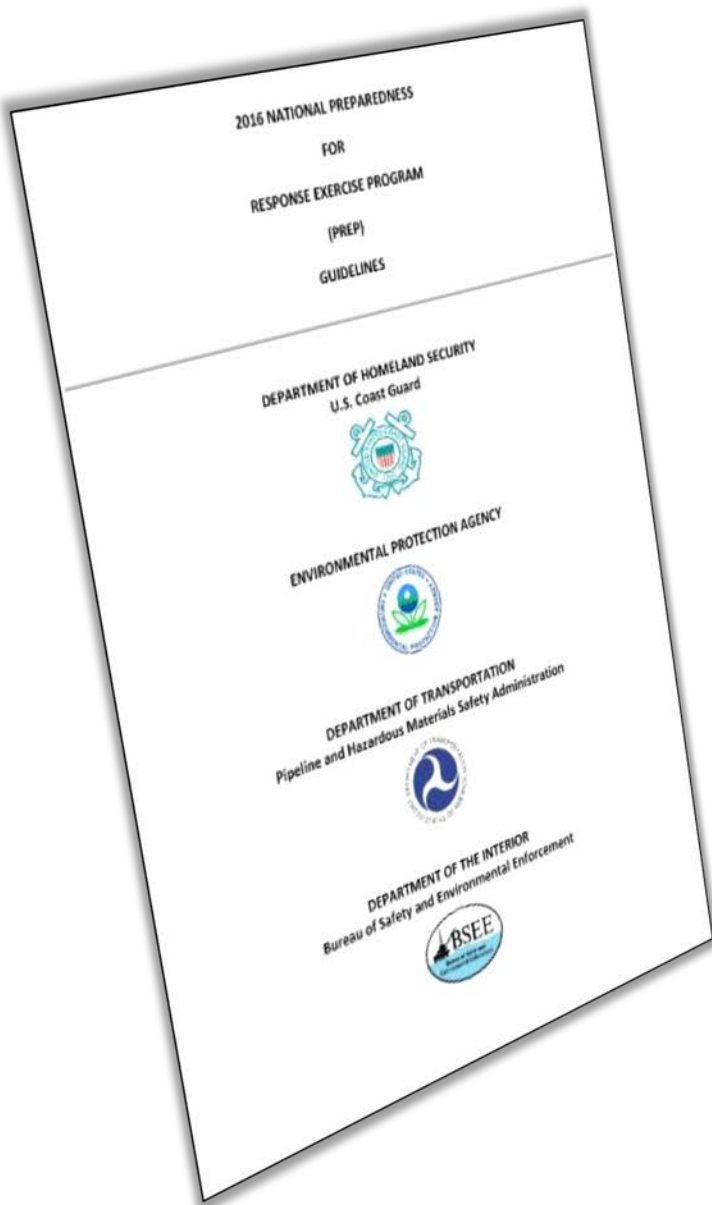 2016 NATIONAL PREPAREDNESS
FOR
RESPONSE EXERCISE PROGRAM
(PREP)
GUIDELINES
DEPARTMENT OF HOMELAND SECURITY
U.S. Coast Guard
ENVIRONMENTAL PROTECTION AGENCY
DEPARTMENT OF TRANSPORTATION
Pipeline and Hazardous Materials Safety Administration
DEPARTMENT OF THE INTERIOR
Bureau of Safety and Environmental Enforcement
BSEE